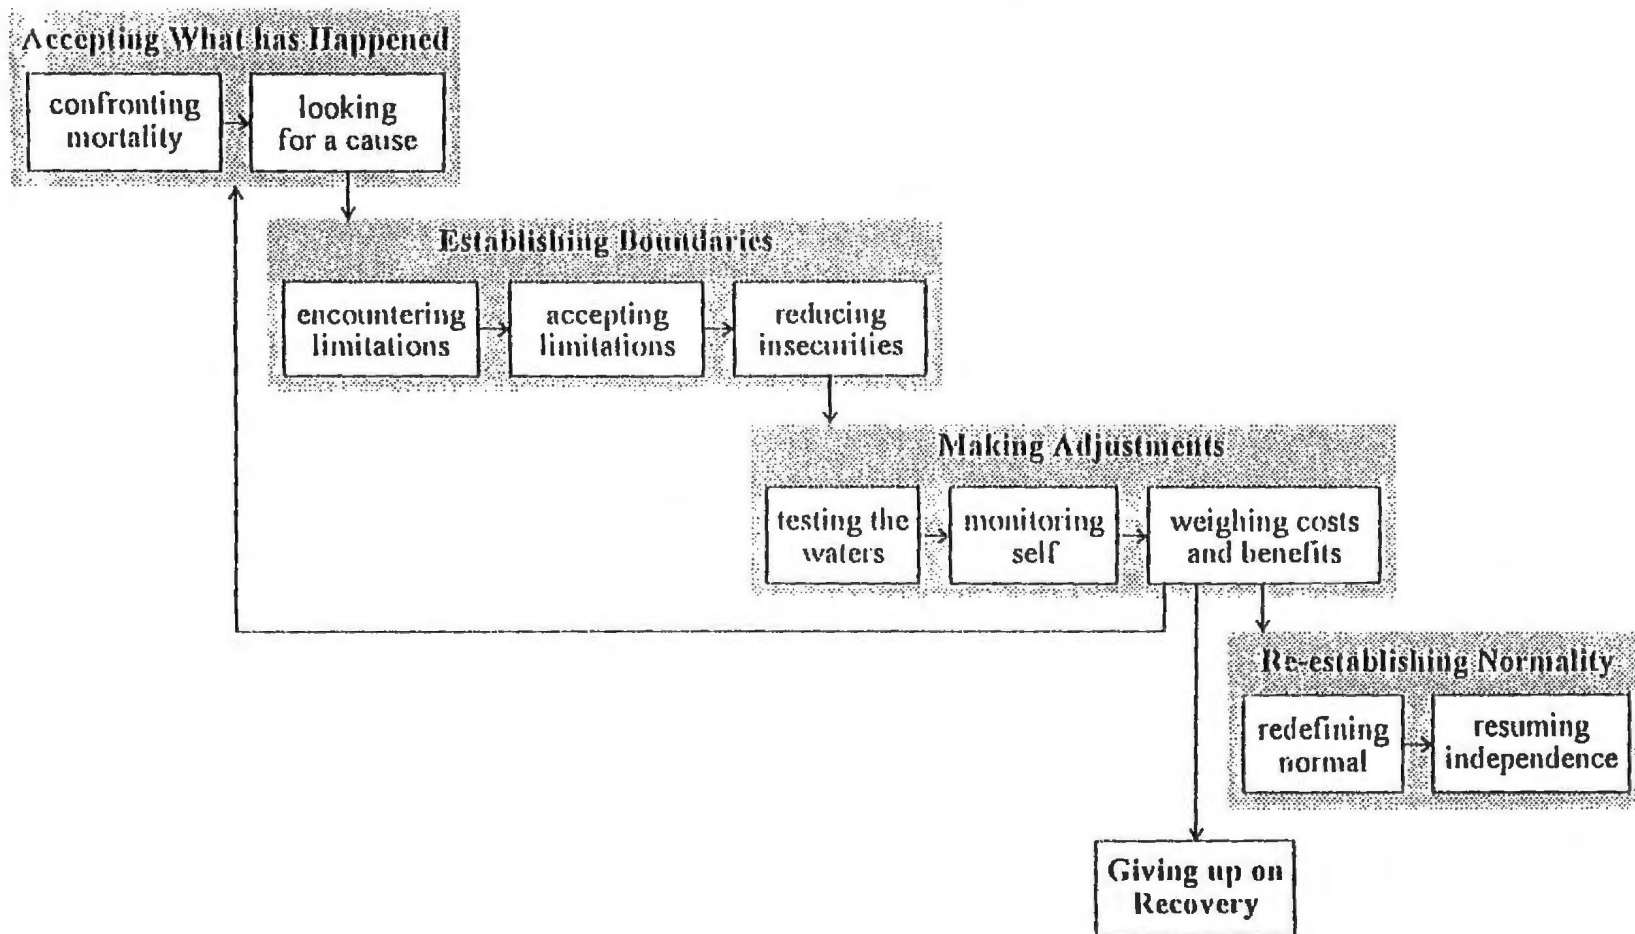 Accepting What has Happened
confronting
mortality
looking
for a cause
Establishing Boundaries
encountering
limitations
accepting
limitations
reducing
insecurities
Making Adjustments
testing the
waters
monitoring
self
weighing costs
and benefits
Re-establishing Normality
redefining
normal
resuming
independence
Giving up on
Recovery